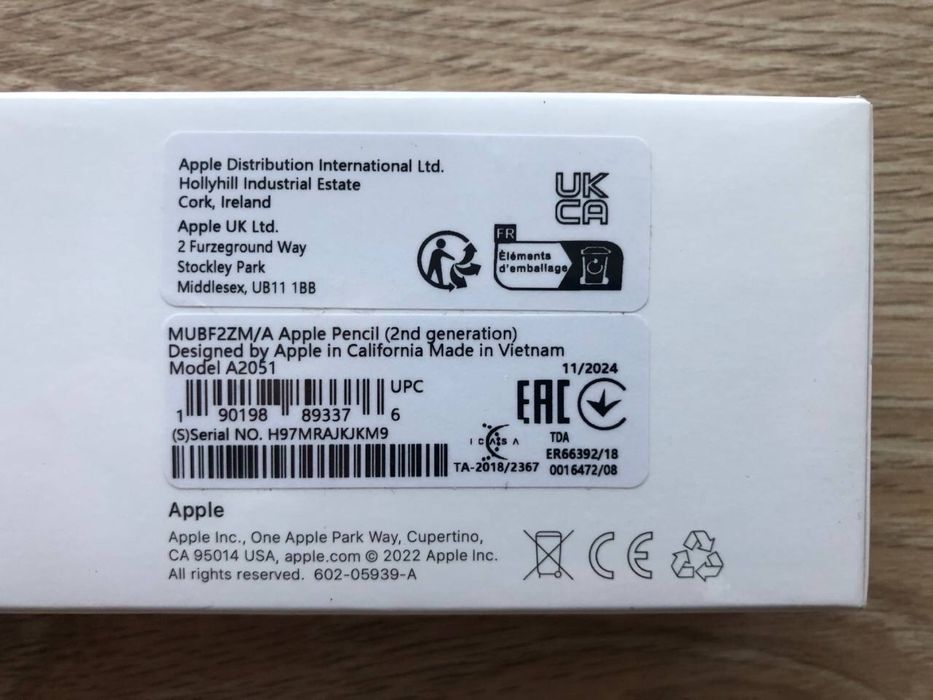 Apple Distribution International Ltd.
Hollyhill Industrial Estate
Cork, Ireland
Apple UK Ltd.
2 Furzeground Way
Stockley Park
Middlesex, UB11 1BB
UK
CA
FR
Éléments
d'emballage
MUBF2ZM/A Apple Pencil (2nd generation)
Designed by Apple in California Made in Vietnam
Model A2051
11/2024
UPC
1 90198 89337 6
(S)Serial NO. H97MRAJKJKM9
EAC
ICASA
TA-2018/2367
TDA
ER66392/18
0016472/08
Apple
Apple Inc., One Apple Park Way, Cupertino,
CA 95014 USA, apple.com © 2022 Apple Inc.
All rights reserved. 602-05939-A
CE